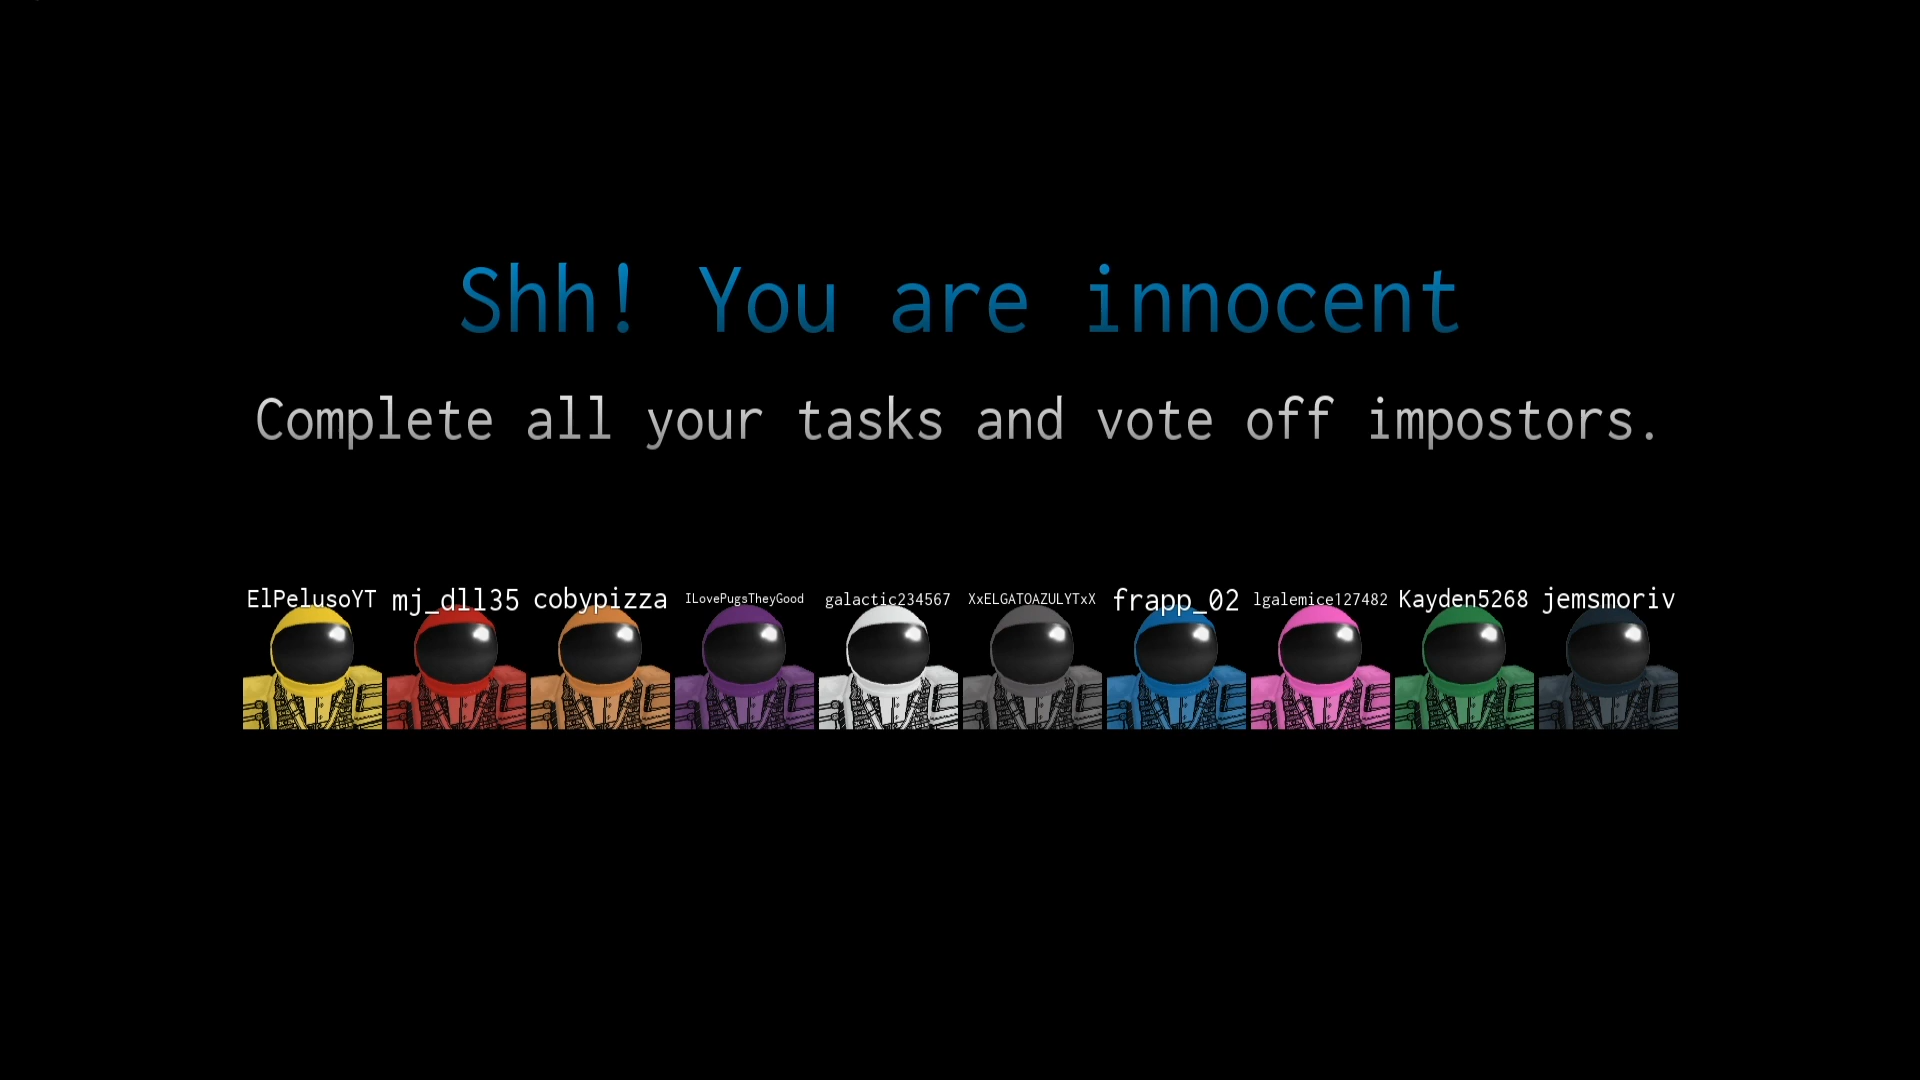 Shh! You are innocent
Complete all your tasks and vote off impostors.
ElPelusoYT mj_dll35 cobypizza ILovePugsTheyGood galactic234567 XxELGATOAZULYTxX frapp_02 lgalemice127482 Kayden5268 jemsmoriv